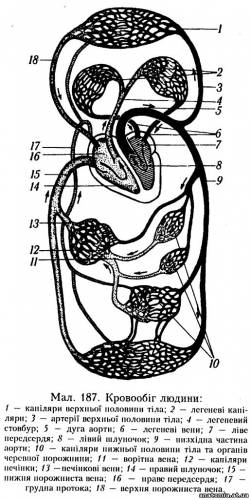 1
2
18
3
4
5
17
6
16
7
8
15
9
14
13
12
11
10
Мал. 187. Кровообіг людини:
1 — капіляри верхньої половини тіла; 2 — легеневі капі-
ляри; 3 — артерії верхньої половини тіла; 4 — легеневий
стовбур; 5 — дуга аорти; 6 — легеневі вени; 7 — ліве
передсердя; 8 — лівий шлуночок; 9 — низхідна частина
аорти; 10 — капіляри нижньої половини тіла та органів
черевної порожнини; 11 — ворітна вена; 12 — капіляри
печінки; 13 — печінкові вени; 14 — правий шлуночок; 15 —
нижня порожниста вена; 16 — праве передсердя; 17 —
грудна протока; 18 — верхня порожниста вена.